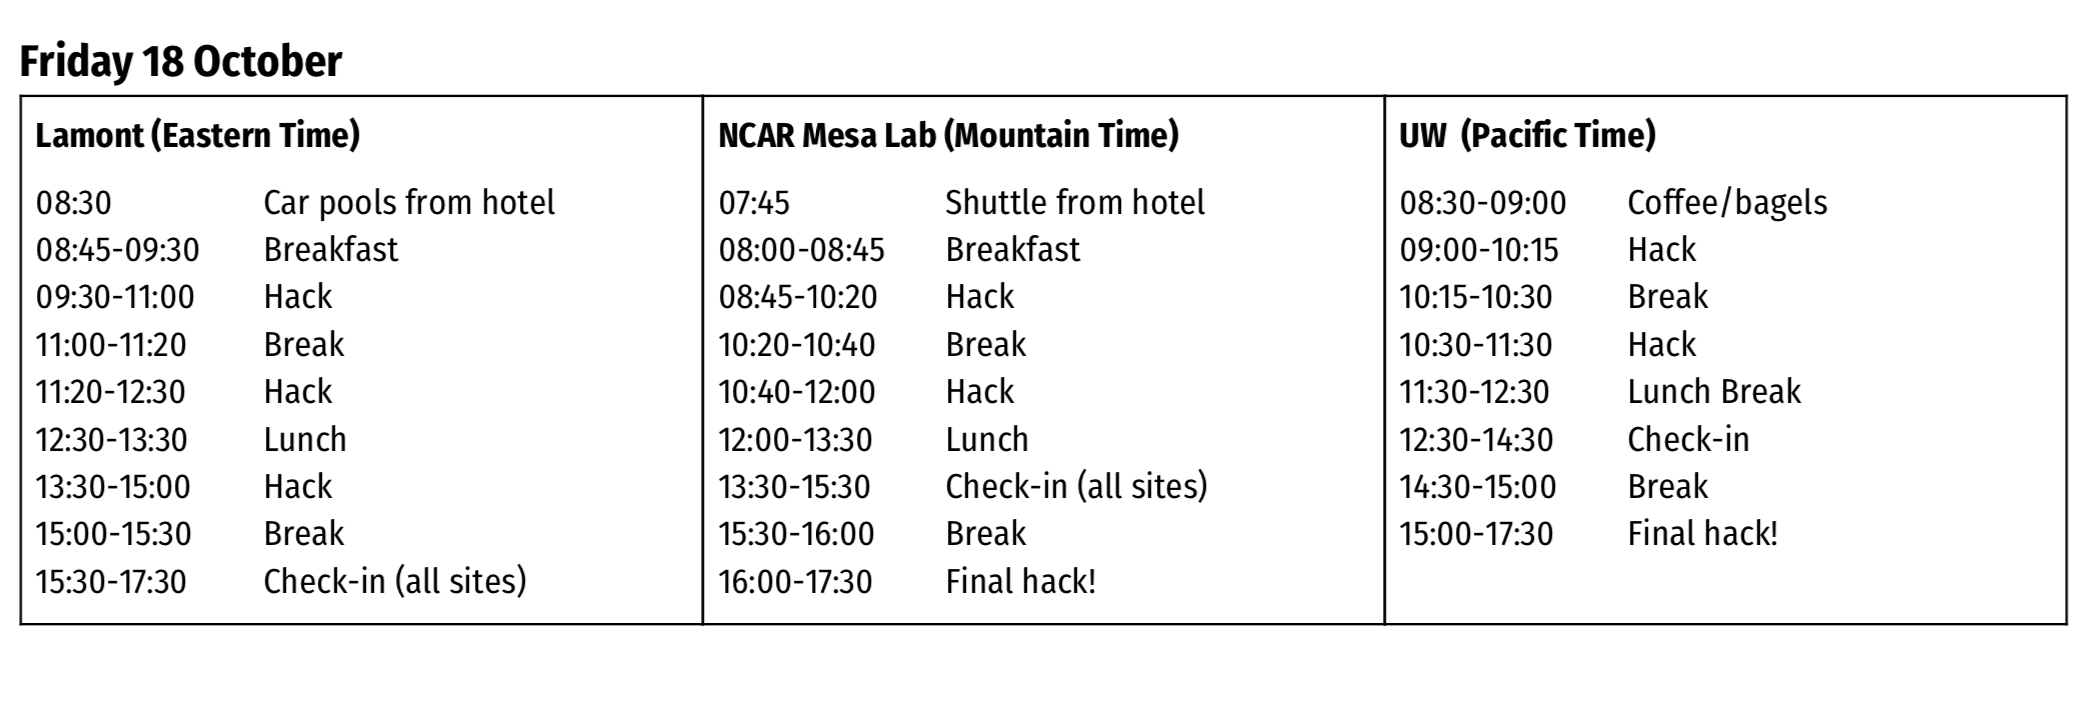 Friday 18 October
Lamont (Eastern Time)
08:30 Car pools from hotel
08:45-09:30 Breakfast
09:30-11:00 Hack
11:00-11:20 Break
11:20-12:30 Hack
12:30-13:30 Lunch
13:30-15:00 Hack
15:00-15:30 Break
15:30-17:30 Check-in (all sites)
NCAR Mesa Lab (Mountain Time)
07:45 Shuttle from hotel
08:00-08:45 Breakfast
08:45-10:20 Hack
10:20-10:40 Break
10:40-12:00 Hack
12:00-13:30 Lunch
13:30-15:30 Check-in (all sites)
15:30-16:00 Break
16:00-17:30 Final hack!
UW (Pacific Time)
08:30-09:00 Coffee/bagels
09:00-10:15 Hack
10:15-10:30 Break
10:30-11:30 Hack
11:30-12:30 Lunch Break
12:30-14:30 Check-in
14:30-15:00 Break
15:00-17:30 Final hack!